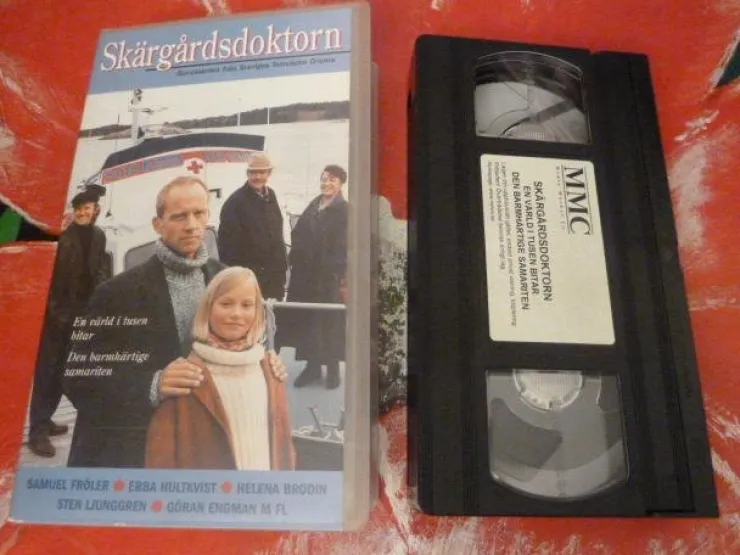 Skärgårdsdoktorn
En värld i tusen
bitar
Den barmhärtige
samariten
SAMUEL FRÖLER • EBBA HULTKVIST • HELENA BRODIN
STEN LJUNGGREN • GÖRAN ENGMAN M FL
MMC
SKÄRGÅRDSDOKTORN
EN VÄRLD I TUSEN BITAR
DEN BARMHÄRTIGE SAMARITEN